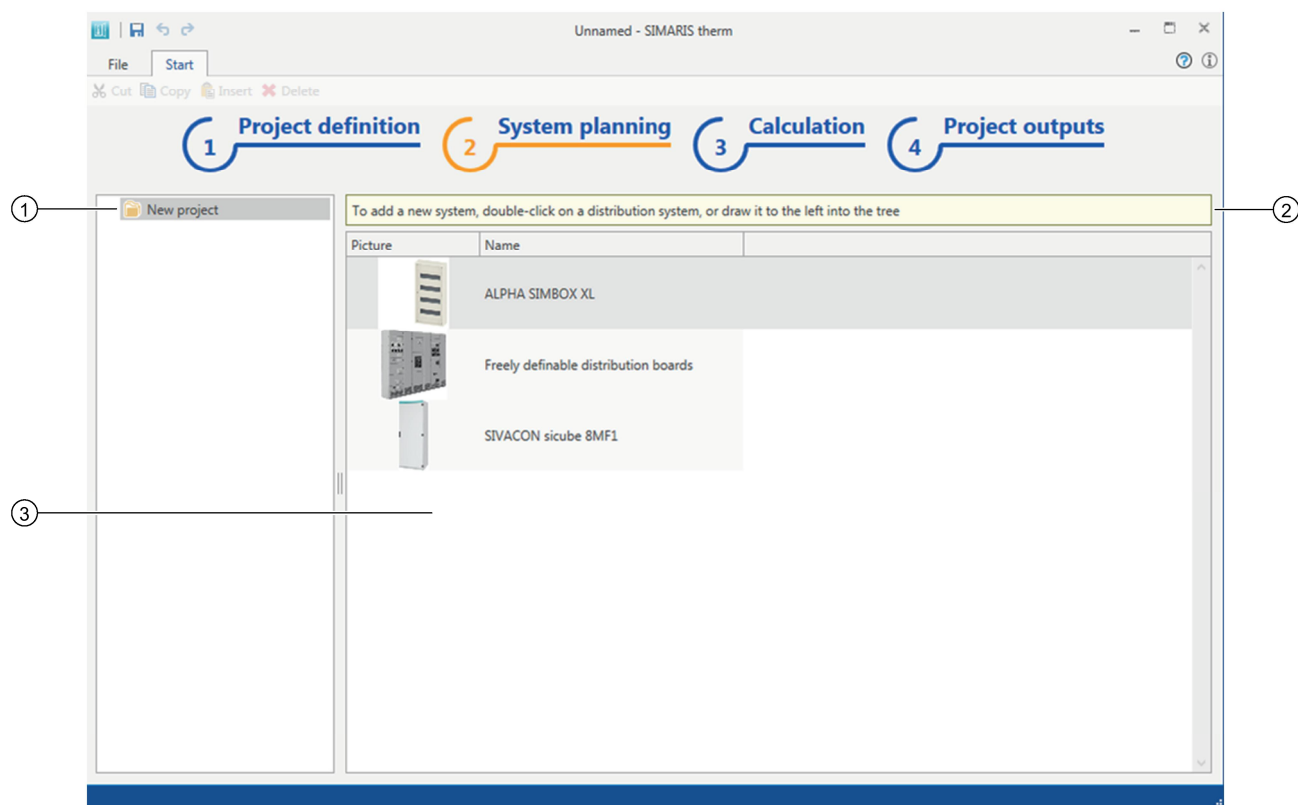 Unnamed - SIMARIS therm
File Start
Cut Copy Insert Delete
1 Project definition 2 System planning 3 Calculation 4 Project outputs
1 New project
To add a new system, double-click on a distribution system, or draw it to the left into the tree 2
Picture Name
ALPHA SIMBOX XL
Freely definable distribution boards
SIVACON sicube 8MF1
3